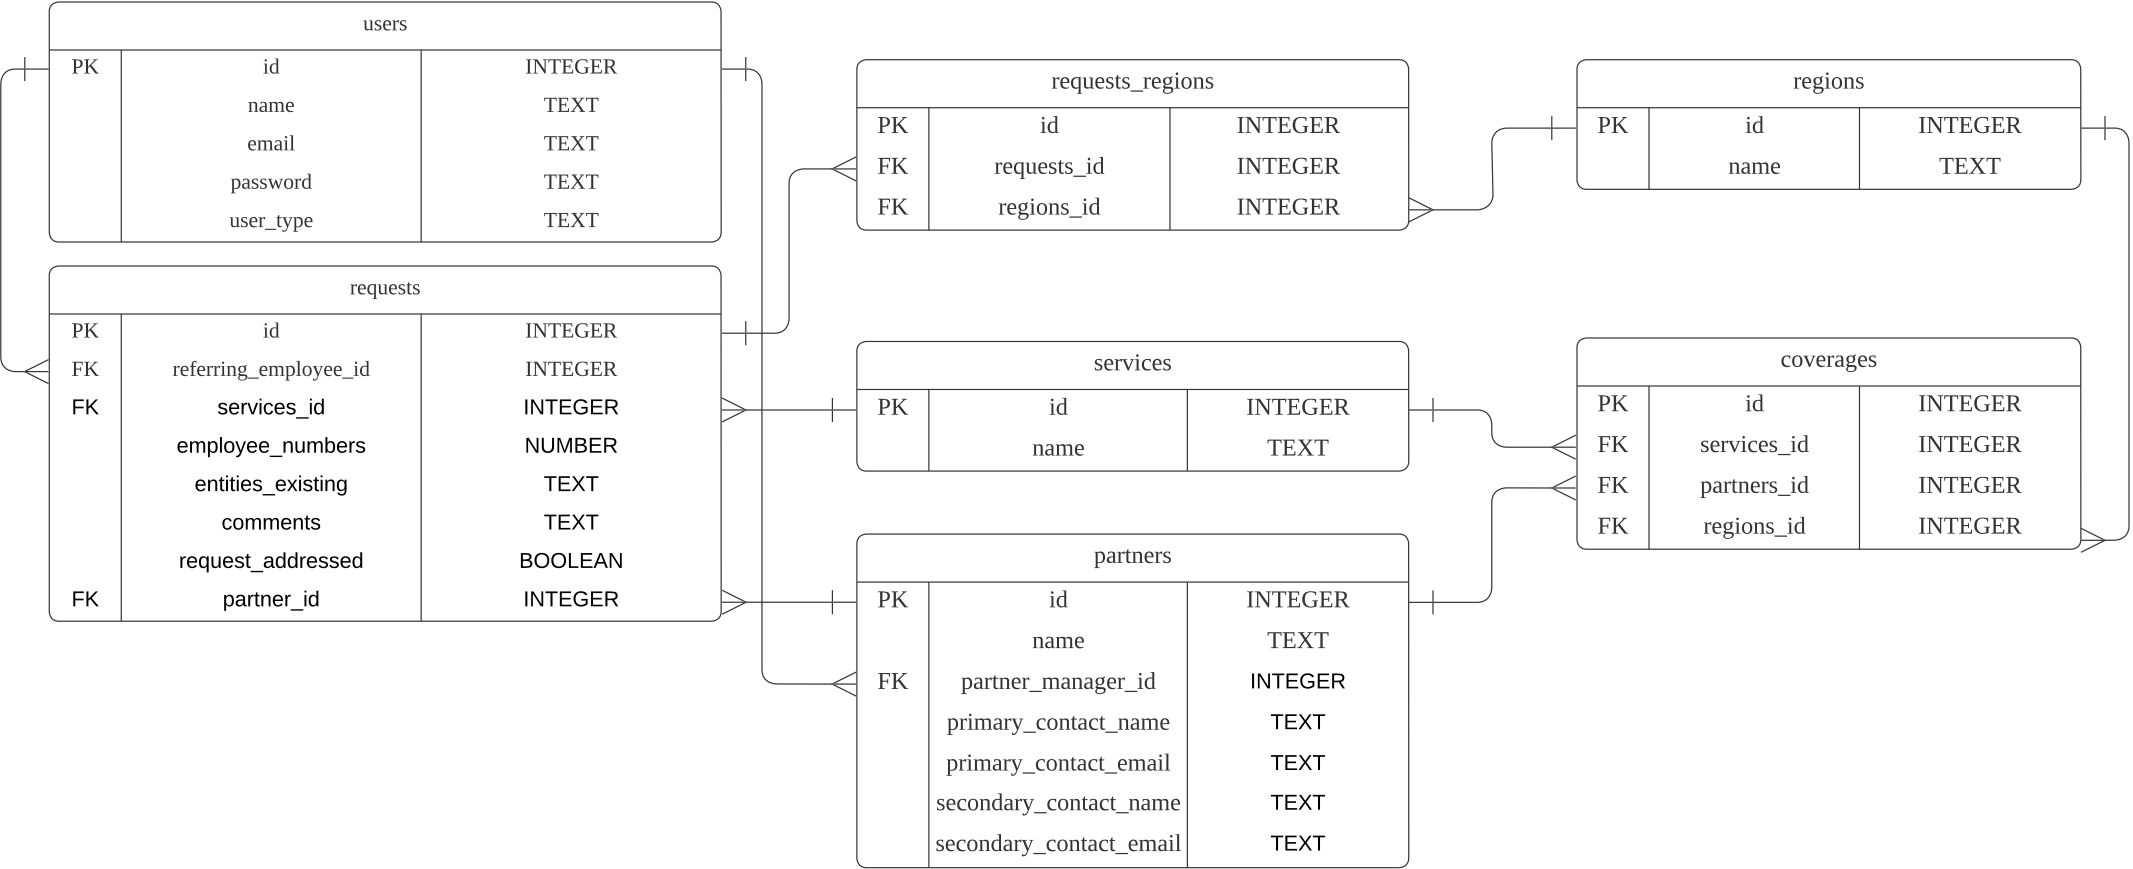 users
PK id INTEGER
name TEXT
email TEXT
password TEXT
user_type TEXT
requests
PK id INTEGER
FK referring_employee_id INTEGER
FK services_id INTEGER
employee_numbers NUMBER
entities_existing TEXT
comments TEXT
request_addressed BOOLEAN
FK partner_id INTEGER
requests_regions
PK id INTEGER
FK requests_id INTEGER
FK regions_id INTEGER
services
PK id INTEGER
name TEXT
partners
PK id INTEGER
name TEXT
FK partner_manager_id INTEGER
primary_contact_name TEXT
primary_contact_email TEXT
secondary_contact_name TEXT
secondary_contact_email TEXT
regions
PK id INTEGER
name TEXT
coverages
PK id INTEGER
FK services_id INTEGER
FK partners_id INTEGER
FK regions_id INTEGER